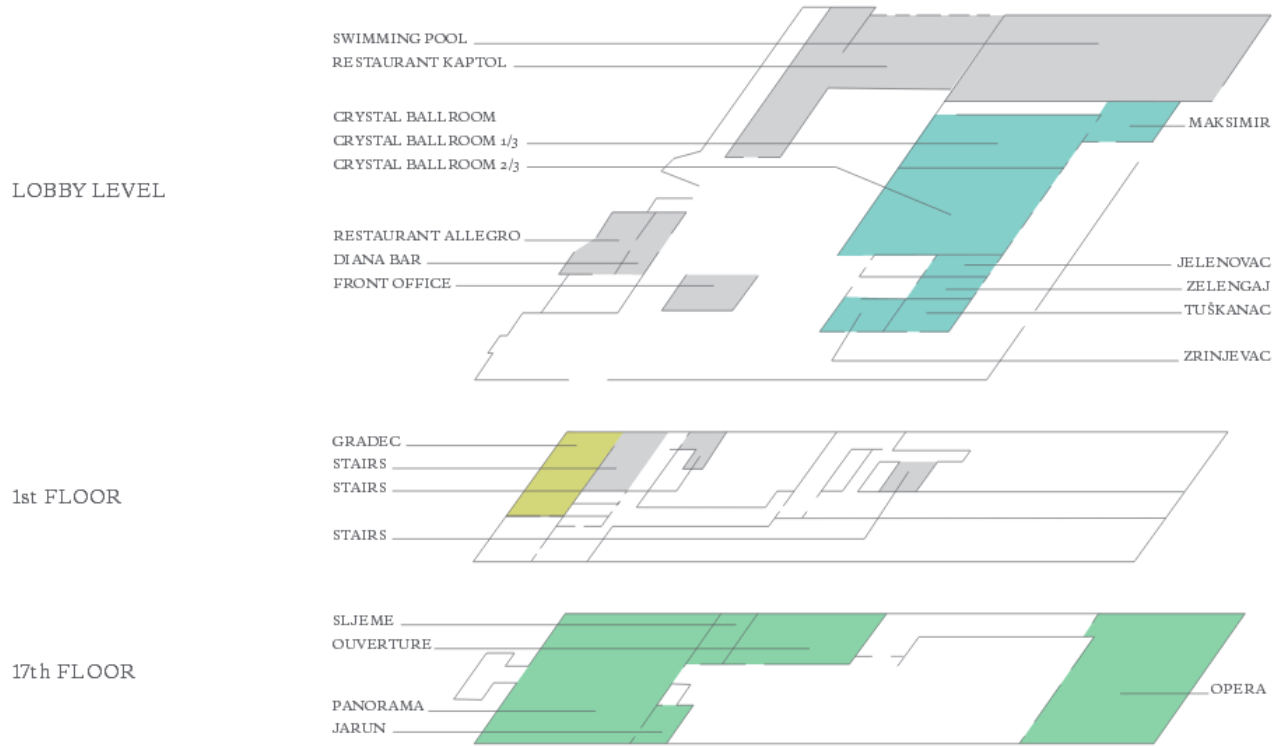 SWIMMING POOL
RESTAURANT KAPTOL
CRYSTAL BALLROOM
CRYSTAL BALLROOM 1/3
CRYSTAL BALLROOM 2/3
MAKSIMIR
LOBBY LEVEL
RESTAURANT ALLEGRO
DIANA BAR
FRONT OFFICE
JELENOVAC
ZELENGAJ
TUŠKANAC
ZRINJEVAC
GRADEC
STAIRS
STAIRS
1st FLOOR
STAIRS
SLJEME
OUVERTURE
17th FLOOR
PANORAMA
JARUN
OPERA